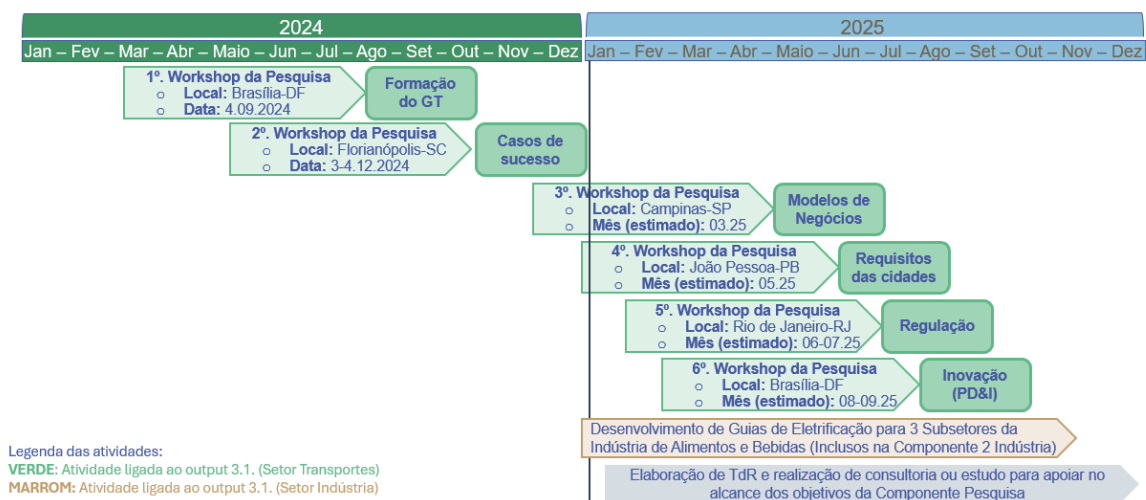 2024
2025
Jan – Fev – Mar – Abr – Maio – Jun – Jul – Ago – Set – Out – Nov – Dez
Jan – Fev – Mar – Abr – Maio – Jun – Jul – Ago – Set – Out – Nov – Dez
1º. Workshop da Pesquisa
o Local: Brasília-DF
o Data: 4.09.2024
Formação
do GT
2º. Workshop da Pesquisa
o Local: Florianópolis-SC
o Data: 3-4.12.2024
Casos de
sucesso
3º. Workshop da Pesquisa
o Local: Campinas-SP
o Mês (estimado): 03.25
Modelos de
Negócios
4º. Workshop da Pesquisa
o Local: João Pessoa-PB
o Mês (estimado): 05.25
Requisitos
das cidades
5º. Workshop da Pesquisa
o Local: Rio de Janeiro-RJ
o Mês (estimado): 06-07.25
Regulação
6º. Workshop da Pesquisa
o Local: Brasília-DF
o Mês (estimado): 08-09.25
Inovação
(PD&I)
Desenvolvimento de Guias de Eletrificação para 3 Subsetores da
Indústria de Alimentos e Bebidas (Inclusos na Componente 2 Indústria)
Elaboração de TdR e realização de consultoria ou estudo para apoiar no
alcance dos objetivos da Componente Pesquisa
Legenda das atividades:
VERDE: Atividade ligada ao output 3.1. (Setor Transportes)
MARROM: Atividade ligada ao output 3.1. (Setor Indústria)